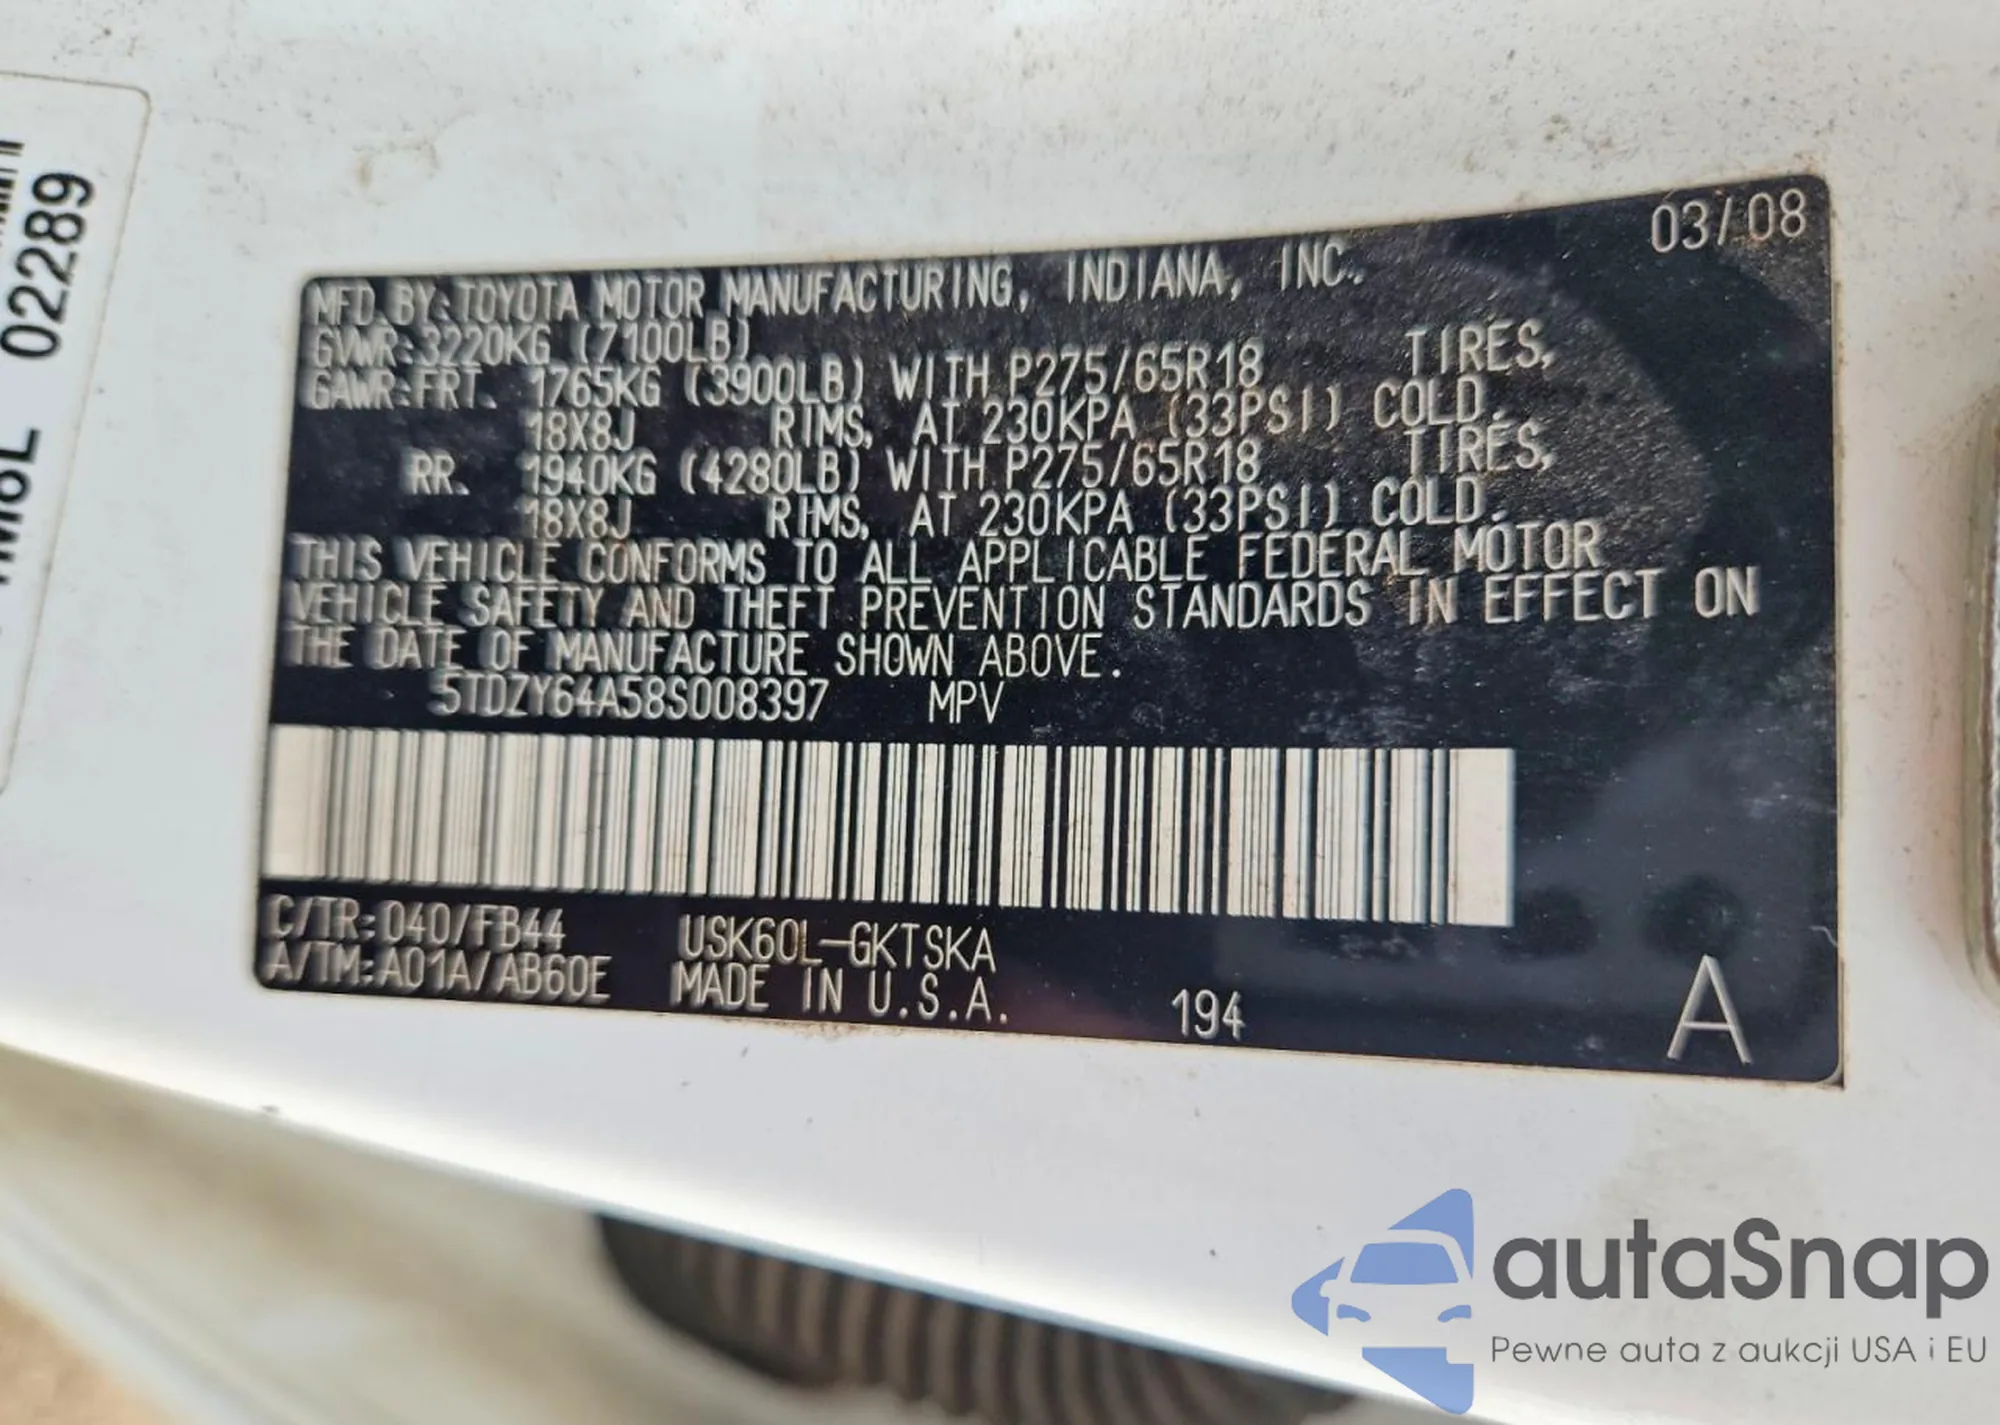 03/08
MFD. BY: TOYOTA MOTOR MANUFACTURING, INDIANA, INC.
GVWR: 3220KG (7100LB)
GAWR: FRT. 1765KG (3900LB) WITH P275/65R18 TIRES,
18X8J RIMS, AT 230KPA (33PSI) COLD.
RR. 1940KG (4280LB) WITH P275/65R18 TIRES,
18X8J RIMS, AT 230KPA (33PSI) COLD.
THIS VEHICLE CONFORMS TO ALL APPLICABLE FEDERAL MOTOR
VEHICLE SAFETY AND THEFT PREVENTION STANDARDS IN EFFECT ON
THE DATE OF MANUFACTURE SHOWN ABOVE.
5TDZY64A58S008397 MPV
C/TR: 040/FB44 USK60L-GKTSKA
A/TM: A01A/AB60E MADE IN U.S.A. 194 A
02289
autaSnap
Pewne auta z aukcji USA i EU